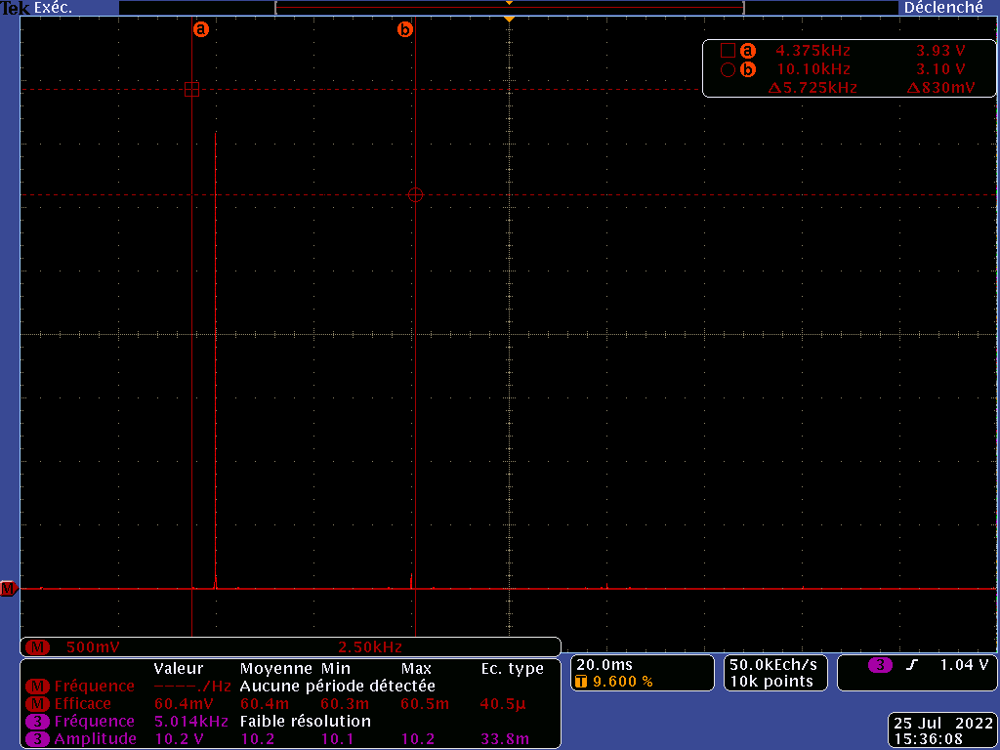 Tek Exéc. Déclenché
a b
a 4.375kHz 3.93 V
b 10.10kHz 3.10 V
Δ5.725kHz Δ830mV
M
M 500mV 2.50kHz
Valeur Moyenne Min Max Ec. type
M Fréquence ––––./Hz Aucune période détectée
M Efficace 60.4mV 60.4m 60.3m 60.5m 40.5µ
3 Fréquence 5.014kHz Faible résolution
3 Amplitude 10.2 V 10.2 10.1 10.2 33.8m
20.0ms
T 9.600 %
50.0kEch/s
10k points
3 1.04 V
25 Jul 2022
15:36:08